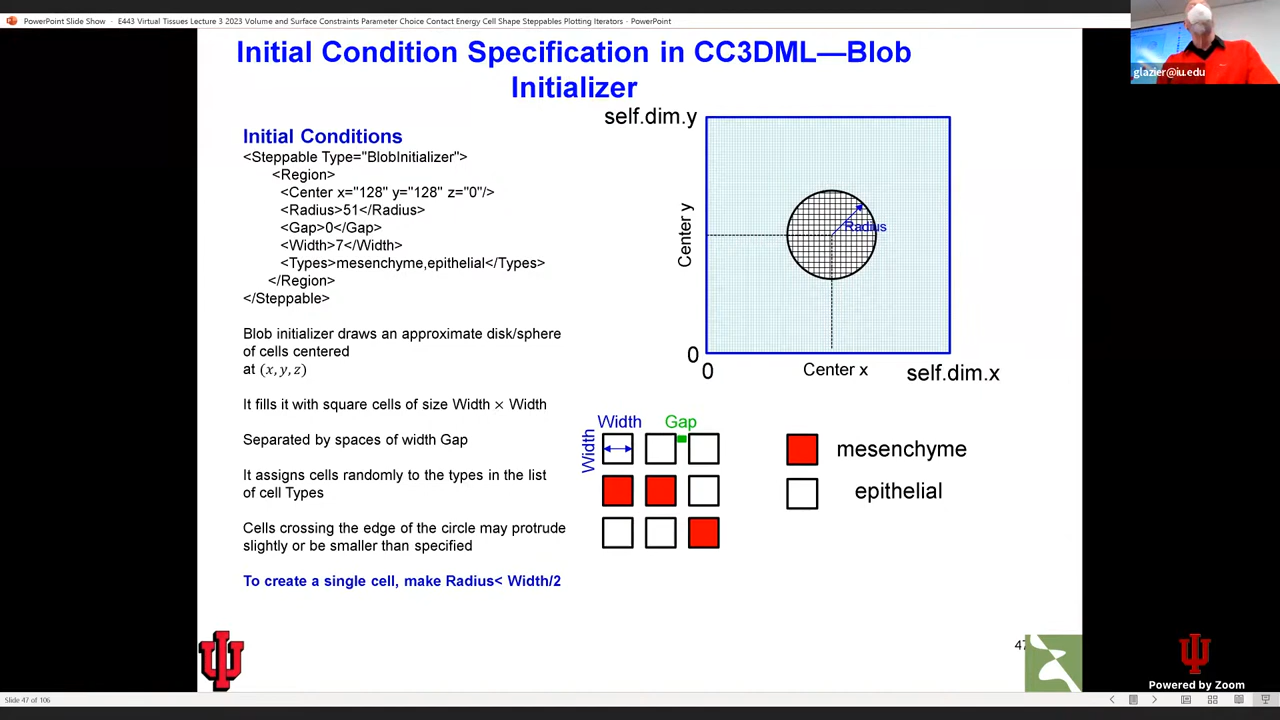 PowerPoint Slide Show - E443 Virtual Tissues Lecture 3 2023 Volume and Surface Constraints Parameter Choice Contact Energy Cell Shape Steppables Plotting Iterators - PowerPoint
glazier@iu.edu
Initial Condition Specification in CC3DML—Blob
Initializer
Initial Conditions
<Steppable Type="BlobInitializer">
<Region>
<Center x="128" y="128" z="0"/>
<Radius>51</Radius>
<Gap>0</Gap>
<Width>7</Width>
<Types>mesenchyme,epithelial</Types>
</Region>
</Steppable>
Blob initializer draws an approximate disk/sphere
of cells centered
at (x, y, z)
It fills it with square cells of size Width × Width
Separated by spaces of width Gap
It assigns cells randomly to the types in the list
of cell Types
Cells crossing the edge of the circle may protrude
slightly or be smaller than specified
To create a single cell, make Radius< Width/2
self.dim.y
Center y
Radius
0
0
Center x
self.dim.x
Width
Gap
Width
mesenchyme
epithelial
47
Powered by Zoom
Slide 47 of 106